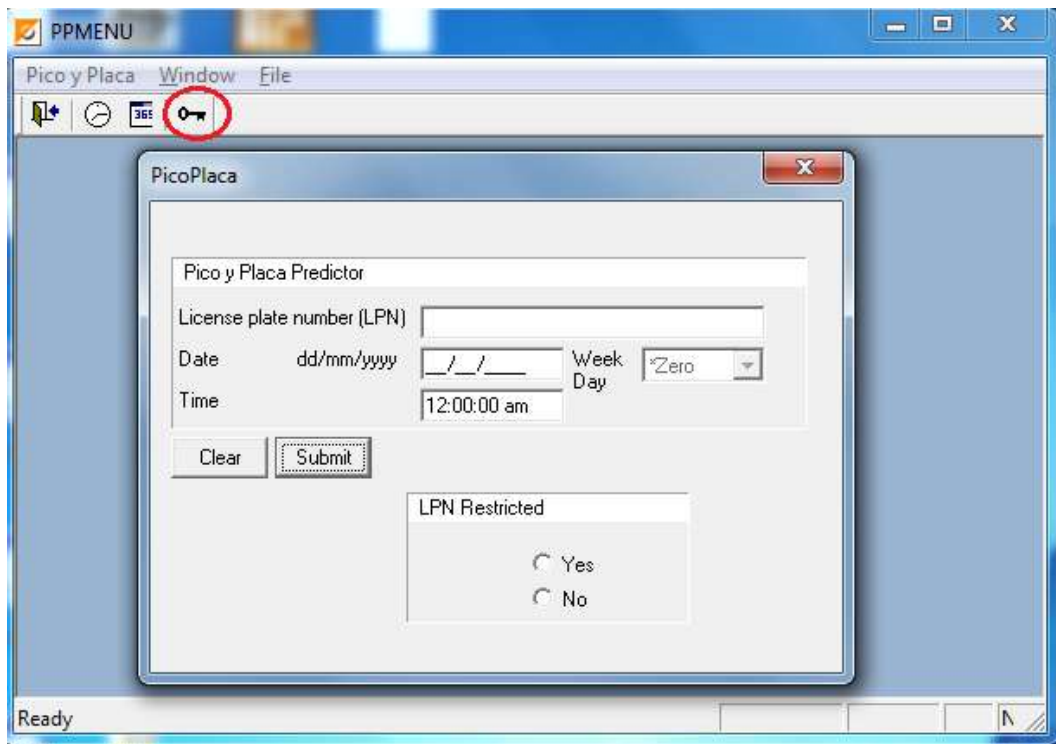 PPMENU
Pico y Placa Window File
365
PicoPlaca
Pico y Placa Predictor
License plate number (LPN)
Date dd/mm/yyyy __/__/____ Week Day *Zero
Time 12:00:00 am
Clear Submit
LPN Restricted
Yes
No
Ready N